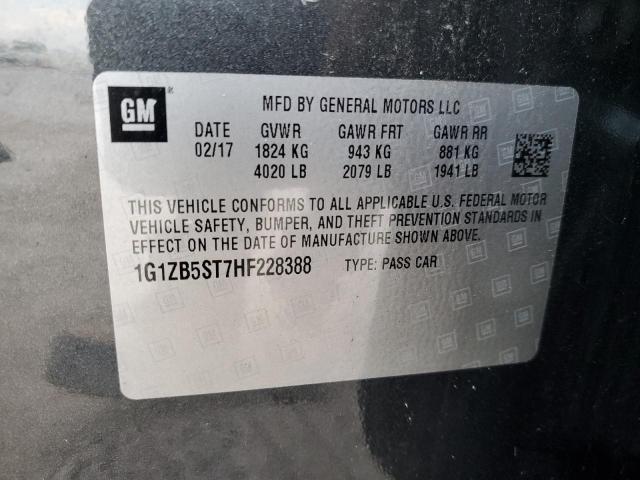 GM ®
MFD BY GENERAL MOTORS LLC
DATE GVWR GAWR FRT GAWR RR
02/17 1824 KG 943 KG 881 KG
4020 LB 2079 LB 1941 LB
THIS VEHICLE CONFORMS TO ALL APPLICABLE U.S. FEDERAL MOTOR
VEHICLE SAFETY, BUMPER, AND THEFT PREVENTION STANDARDS IN
EFFECT ON THE DATE OF MANUFACTURE SHOWN ABOVE.
1G1ZB5ST7HF228388 TYPE: PASS CAR